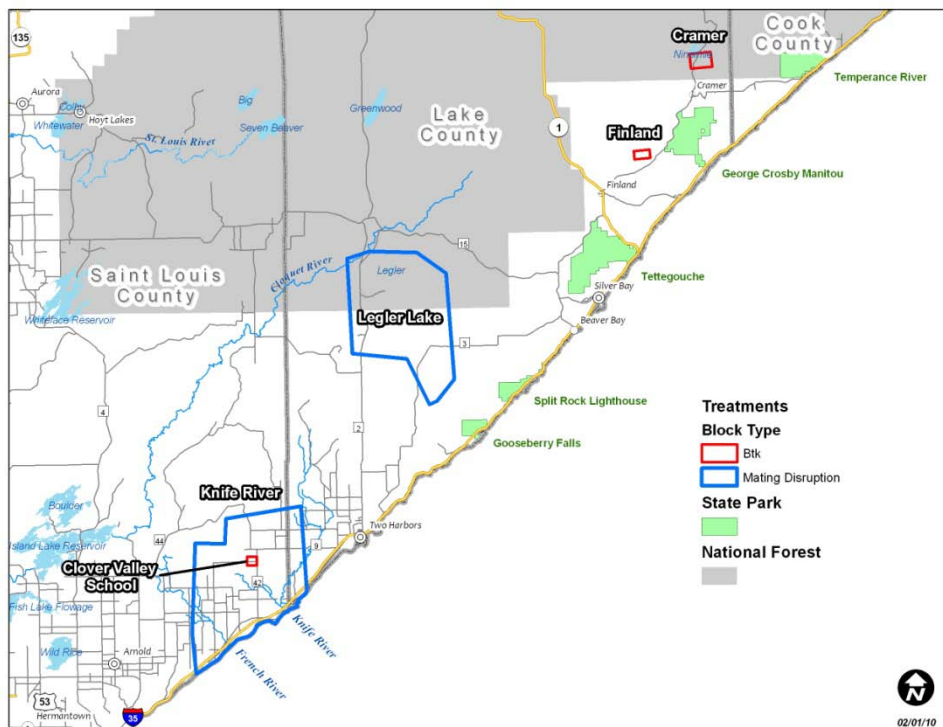 135
Cook
County
Cramer
Ninemile
Cramer
Temperance River
Aurora
Colby
Hoyt Lakes
Whitewater
Big
Seven Beaver
Greenwood
St. Louis River
Lake
County
1
Finland
Finland
George Crosby Manitou
15
Tettegouche
Saint Louis
County
Cloquet River
Legler
Silver Bay
Whiteface Reservoir
Legler Lake
Beaver Bay
3
4
Split Rock Lighthouse
2
Gooseberry Falls
Treatments
Block Type
Btk
Mating Disruption
State Park
National Forest
Knife River
Boulder
Two Harbors
Island Lake Reservoir
44
9
Clover Valley
School
42
Fish Lake Flowage
Knife River
Wild Rice
Arnold
French River
53
Hermantown
35
N
02/01/10